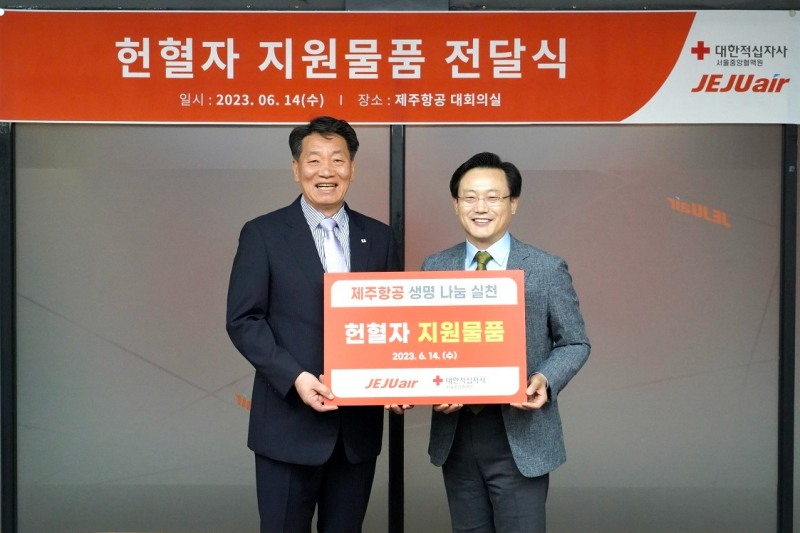 헌혈자 지원물품 전달식
일시 : 2023. 06. 14(수) I 장소 : 제주항공 대회의실
대한적십자사
서울중앙혈액원
JEJUair
JEJUair
제주항공 생명 나눔 실천
헌혈자 지원물품
2023. 6. 14. (수)
JEJUair 대한적십자사